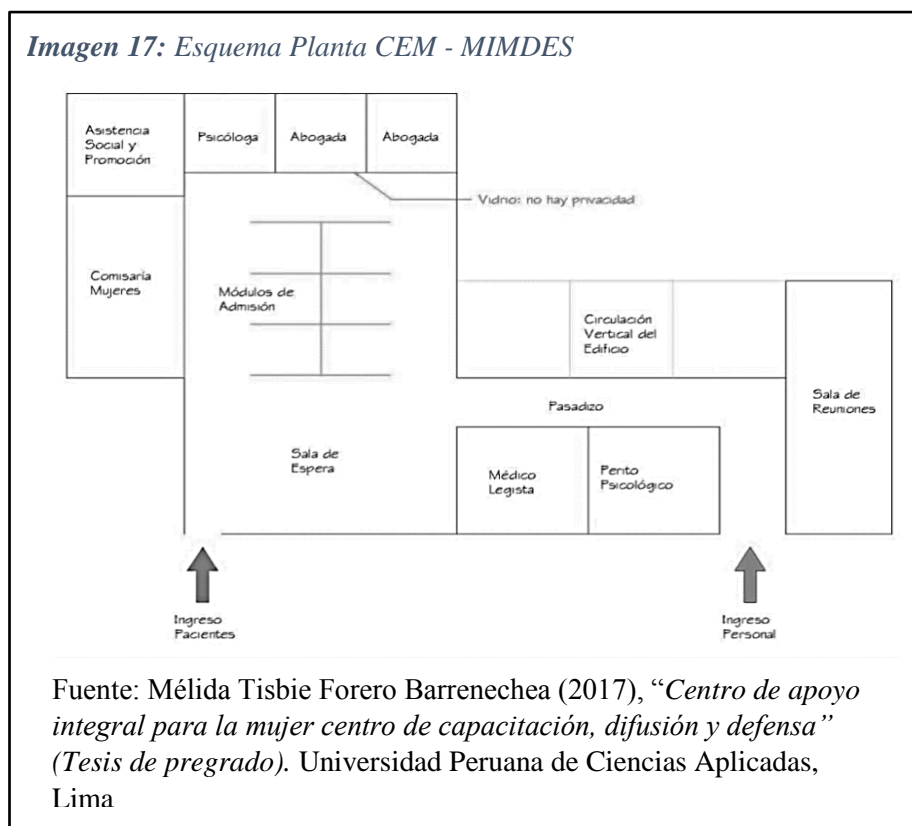 Imagen 17: Esquema Planta CEM - MIMDES
Asistencia
Social y
Promoción
Psicóloga
Abogada
Abogada
Vidrio: no hay privacidad
Comisaría
Mujeres
Módulos de
Admisión
Circulación
Vertical del
Edificio
Sala de
Reuniones
Pasadizo
Sala de
Espera
Médico
Legista
Perito
Psicológico
Ingreso
Pacientes
Ingreso
Personal
Fuente: Mélida Tisbie Forero Barrenechea (2017), “Centro de apoyo
integral para la mujer centro de capacitación, difusión y defensa”
(Tesis de pregrado). Universidad Peruana de Ciencias Aplicadas,
Lima